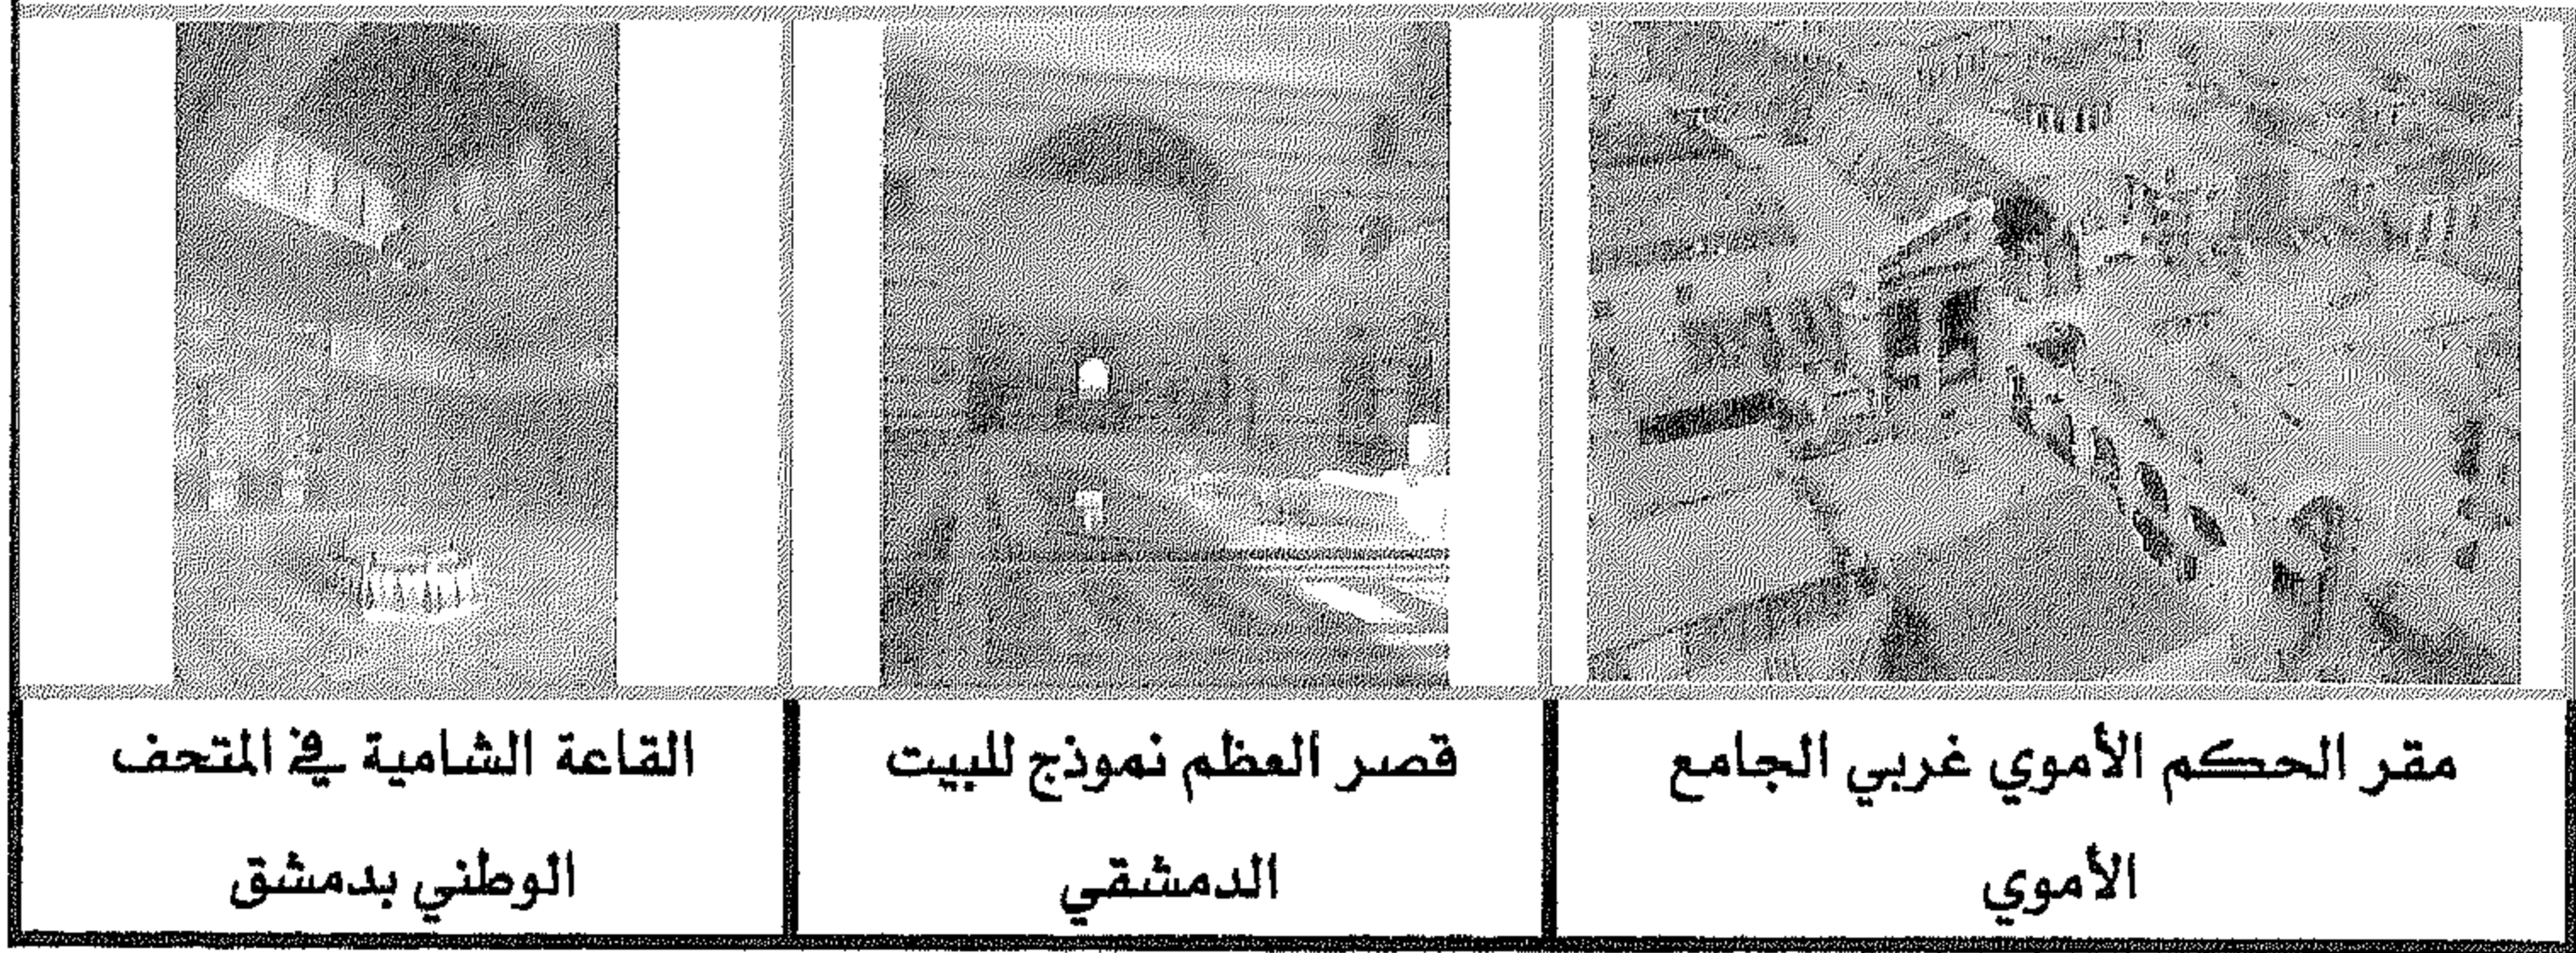 مقر الحكم الأموي غربي الجامع
الأموي
قصر العظم نموذج للبيت
الدمشقي
القاعة الشامية في المتحف
الوطني بدمشق